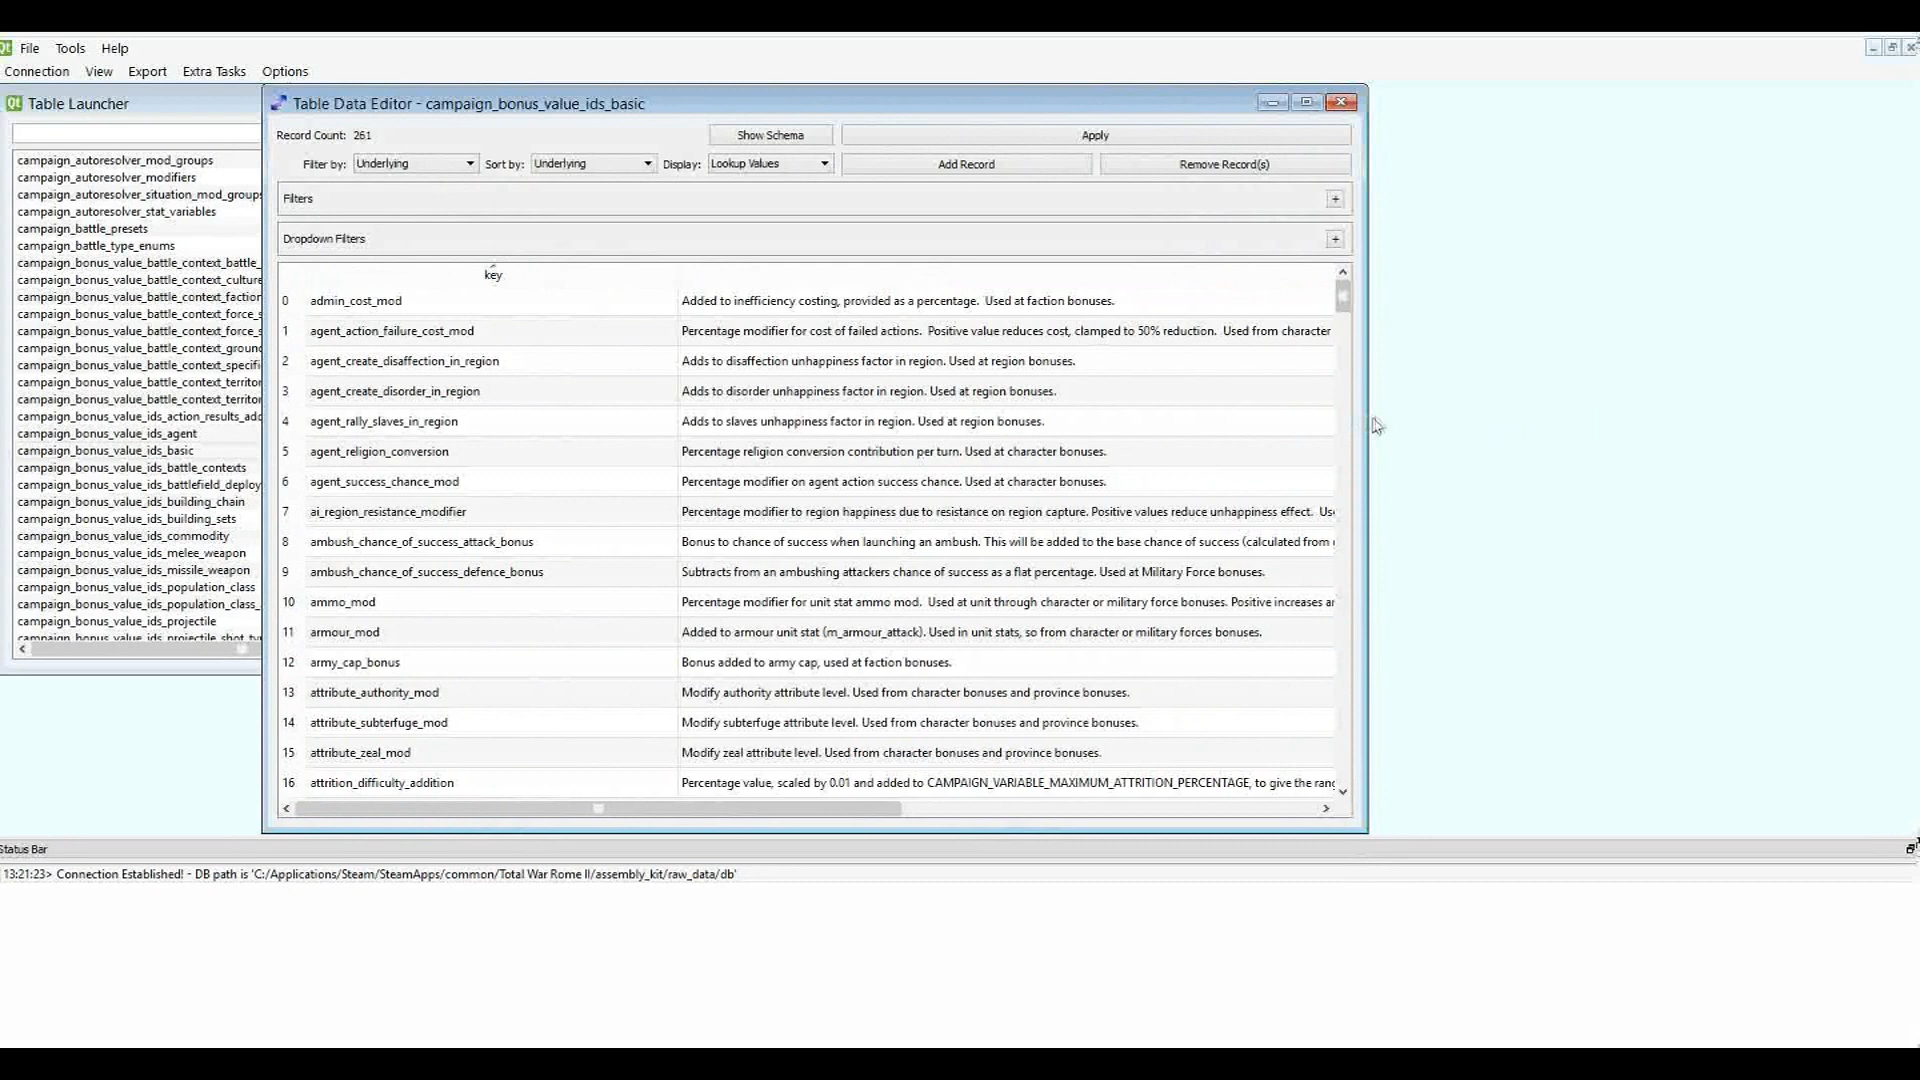 File Tools Help
Connection View Export Extra Tasks Options
Qt Table Launcher
campaign_autoresolver_mod_groups
campaign_autoresolver_modifiers
campaign_autoresolver_situation_mod_groups
campaign_autoresolver_stat_variables
campaign_battle_presets
campaign_battle_type_enums
campaign_bonus_value_battle_context_battle_
campaign_bonus_value_battle_context_culture
campaign_bonus_value_battle_context_faction
campaign_bonus_value_battle_context_force_s
campaign_bonus_value_battle_context_force_s
campaign_bonus_value_battle_context_ground
campaign_bonus_value_battle_context_specifi
campaign_bonus_value_battle_context_territor
campaign_bonus_value_battle_context_territor
campaign_bonus_value_ids_action_results_add
campaign_bonus_value_ids_agent
campaign_bonus_value_ids_basic
campaign_bonus_value_ids_battle_contexts
campaign_bonus_value_ids_battlefield_deploy
campaign_bonus_value_ids_building_chain
campaign_bonus_value_ids_building_sets
campaign_bonus_value_ids_commodity
campaign_bonus_value_ids_melee_weapon
campaign_bonus_value_ids_missile_weapon
campaign_bonus_value_ids_population_class
campaign_bonus_value_ids_population_class_
campaign_bonus_value_ids_projectile
campaign_bonus_value_ids_projectile_shot_ty
Table Data Editor - campaign_bonus_value_ids_basic
Record Count: 261 Show Schema Apply
Filter by: Underlying Sort by: Underlying Display: Lookup Values Add Record Remove Record(s)
Filters +
Dropdown Filters +
key
0 admin_cost_mod Added to inefficiency costing, provided as a percentage. Used at faction bonuses.
1 agent_action_failure_cost_mod Percentage modifier for cost of failed actions. Positive value reduces cost, clamped to 50% reduction. Used from character
2 agent_create_disaffection_in_region Adds to disaffection unhappiness factor in region. Used at region bonuses.
3 agent_create_disorder_in_region Adds to disorder unhappiness factor in region. Used at region bonuses.
4 agent_rally_slaves_in_region Adds to slaves unhappiness factor in region. Used at region bonuses.
5 agent_religion_conversion Percentage religion conversion contribution per turn. Used at character bonuses.
6 agent_success_chance_mod Percentage modifier on agent action success chance. Used at character bonuses.
7 ai_region_resistance_modifier Percentage modifier to region happiness due to resistance on region capture. Positive values reduce unhappiness effect.
8 ambush_chance_of_success_attack_bonus Bonus to chance of success when launching an ambush. This will be added to the base chance of success (calculated from
9 ambush_chance_of_success_defence_bonus Subtracts from an ambushing attackers chance of success as a flat percentage. Used at Military Force bonuses.
10 ammo_mod Percentage modifier for unit stat ammo mod. Used at unit through character or military force bonuses. Positive increases
11 armour_mod Added to armour unit stat (m_armour_attack). Used in unit stats, so from character or military forces bonuses.
12 army_cap_bonus Bonus added to army cap, used at faction bonuses.
13 attribute_authority_mod Modify authority attribute level. Used from character bonuses and province bonuses.
14 attribute_subterfuge_mod Modify subterfuge attribute level. Used from character bonuses and province bonuses.
15 attribute_zeal_mod Modify zeal attribute level. Used from character bonuses and province bonuses.
16 attrition_difficulty_addition Percentage value, scaled by 0.01 and added to CAMPAIGN_VARIABLE_MAXIMUM_ATTRITION_PERCENTAGE, to give the
Status Bar
13:21:23> Connection Established! - DB path is 'C:/Applications/Steam/SteamApps/common/Total War Rome II/assembly_kit/raw_data/db'